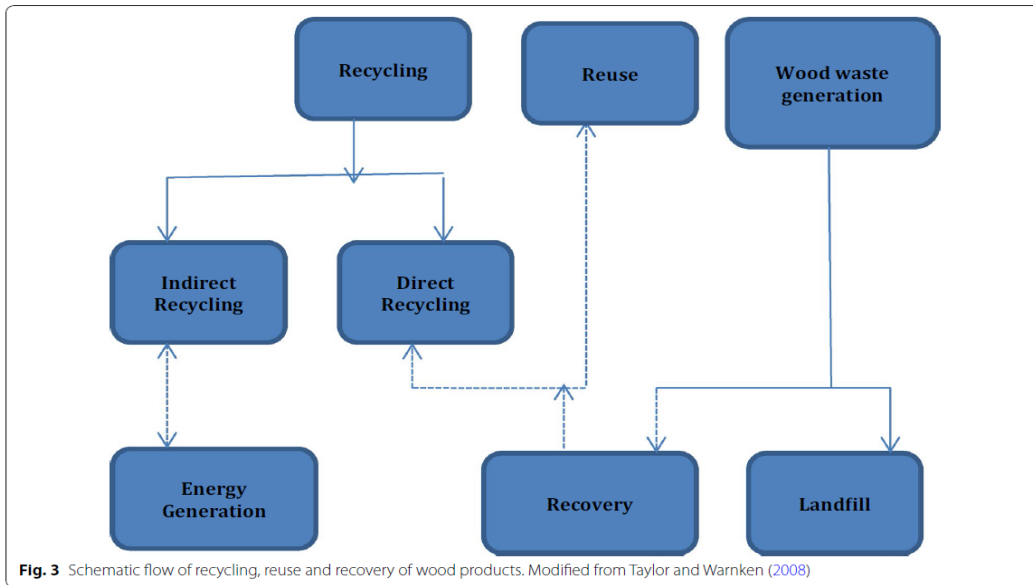 Recycling
Reuse
Wood waste
generation
Indirect
Recycling
Direct
Recycling
Energy
Generation
Recovery
Landfill
Fig. 3 Schematic flow of recycling, reuse and recovery of wood products. Modified from Taylor and Warnken (2008)